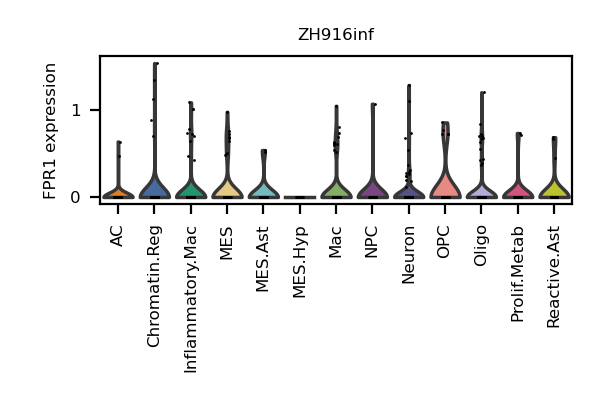 ZH916inf
FPR1 expression
1
0
AC
Chromatin.Reg
Inflammatory.Mac
MES
MES.Ast
MES.Hyp
Mac
NPC
Neuron
OPC
Oligo
Prolif.Metab
Reactive.Ast